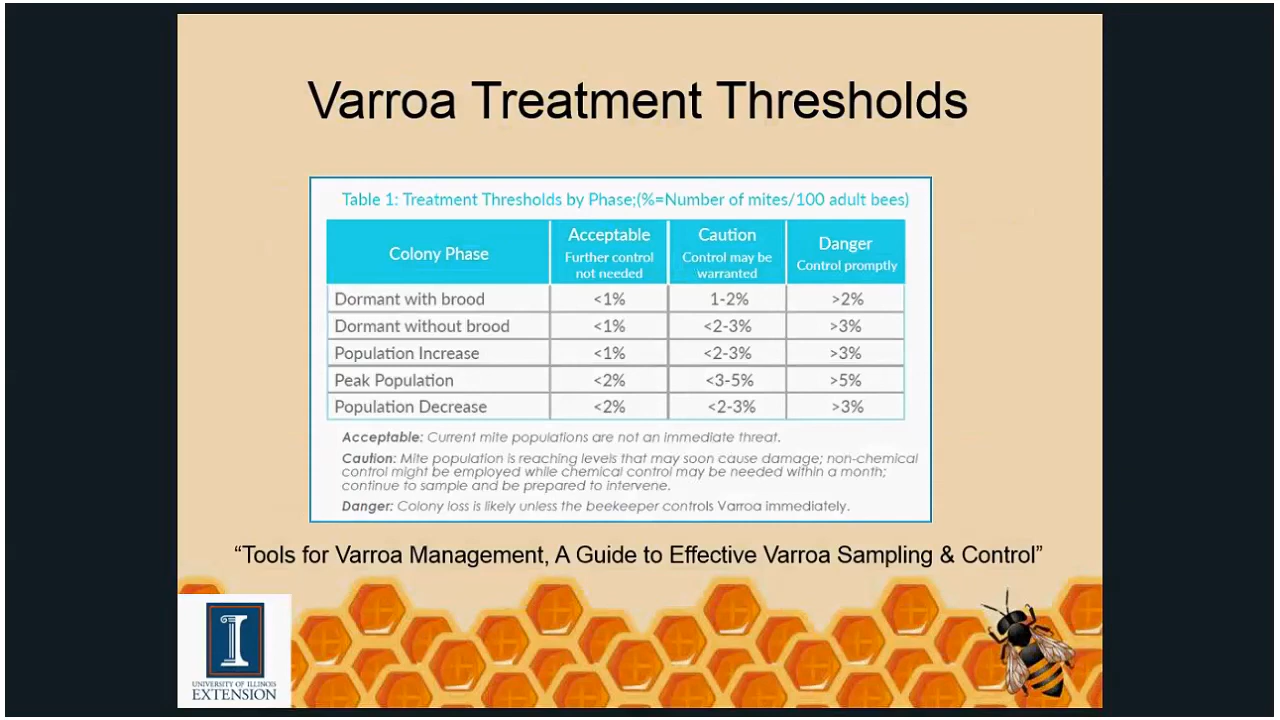 Varroa Treatment Thresholds
Table 1: Treatment Thresholds by Phase;(%=Number of mites/100 adult bees)
Colony Phase
Acceptable
Further control
not needed
Caution
Control may be
warranted
Danger
Control promptly
Dormant with brood <1% 1-2% >2%
Dormant without brood <1% <2-3% >3%
Population Increase <1% <2-3% >3%
Peak Population <2% <3-5% >5%
Population Decrease <2% <2-3% >3%
Acceptable: Current mite populations are not an immediate threat.
Caution: Mite population is reaching levels that may soon cause damage; non-chemical
control might be employed while chemical control may be needed within a month;
continue to sample and be prepared to intervene.
Danger: Colony loss is likely unless the beekeeper controls Varroa immediately.
“Tools for Varroa Management, A Guide to Effective Varroa Sampling & Control”
I
UNIVERSITY OF ILLINOIS
EXTENSION